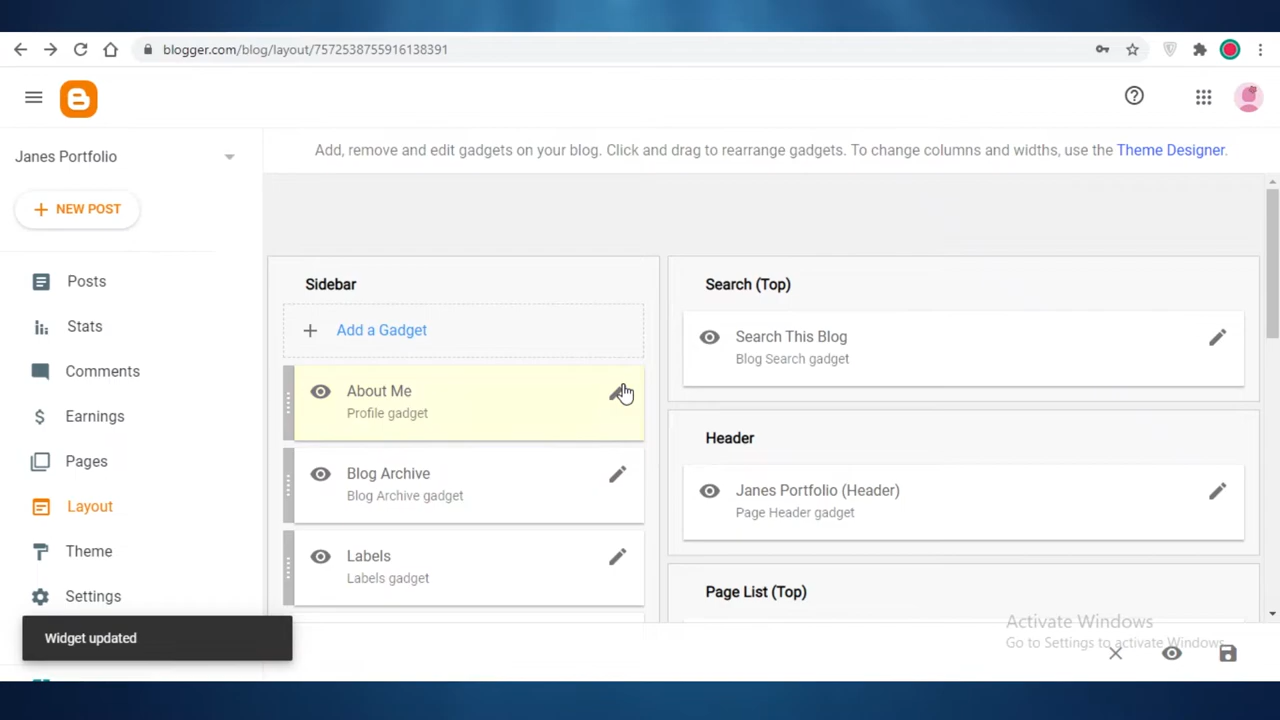 blogger.com/blog/layout/7572538755916138391
Janes Portfolio
Add, remove and edit gadgets on your blog. Click and drag to rearrange gadgets. To change columns and widths, use the Theme Designer.
NEW POST
Posts
Stats
Comments
Earnings
Pages
Layout
Theme
Settings
Widget updated
Sidebar
Add a Gadget
About Me
Profile gadget
Blog Archive
Blog Archive gadget
Labels
Labels gadget
Search (Top)
Search This Blog
Blog Search gadget
Header
Janes Portfolio (Header)
Page Header gadget
Page List (Top)
Activate Windows
Go to Settings to activate Windows.